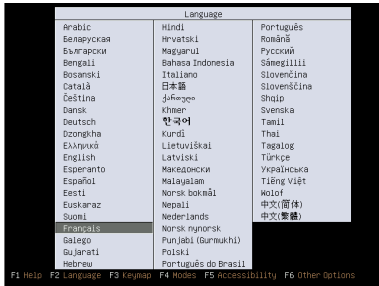 Language
Arabic
Беларуская
Български
Bengali
Bosanski
Català
Čeština
Dansk
Deutsch
Dzongkha
Ελληνικά
English
Esperanto
Español
Eesti
Euskaraz
Suomi
Français
Galego
Gujarati
Hebrew
Hindi
Hrvatski
Magyarul
Bahasa Indonesia
Italiano
日本語
ქართული
Khmer
한국어
Kurdî
Lietuviškai
Latviski
Македонски
Malayalam
Norsk bokmål
Nepali
Nederlands
Norsk nynorsk
Punjabi (Gurmukhi)
Polski
Português do Brasil
Português
Română
Русский
Sámegillii
Slovenčina
Slovenščina
Shqip
Svenska
Tamil
Thai
Tagalog
Türkçe
Українська
Tiếng Việt
Wolof
中文(简体)
中文(繁體)
F1 Help F2 Language F3 Keymap F4 Modes F5 Accessibility F6 Other Options